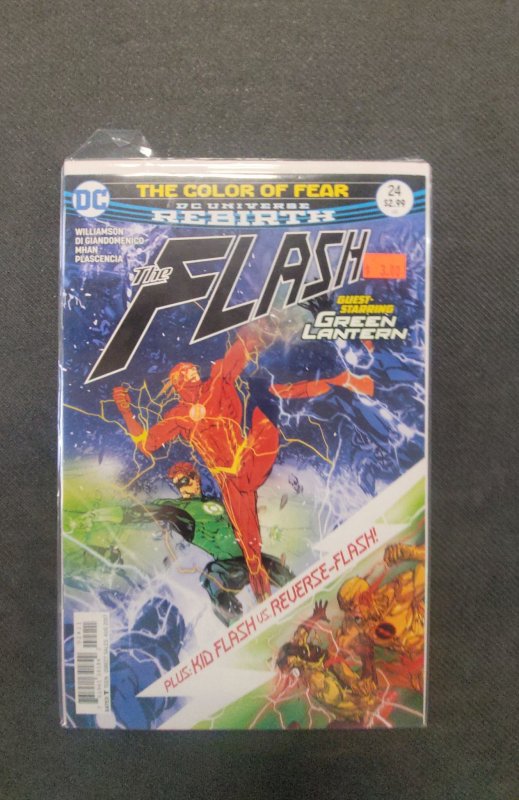 DC
THE COLOR OF FEAR
DC UNIVERSE
REBIRTH
24
$2.99
WILLIAMSON
DI GIANDOMENICO
MHAN
PLASCENCIA
The FLASH
GUEST-
STARRING
GREEN
LANTERN
PLUS: KID FLASH VS. REVERSE-FLASH!